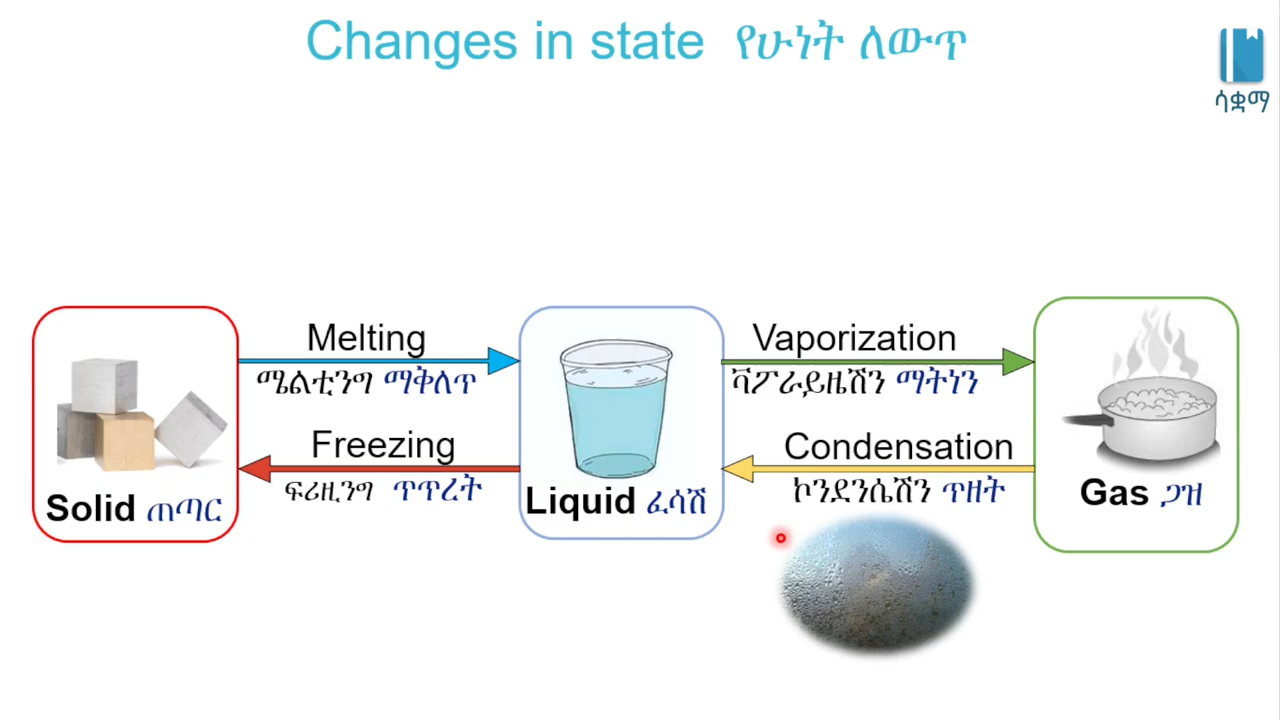 Changes in state የሁነት ለውጥ
ሳቋማ
Melting
ሜልቲንግ ማቅለጥ
Freezing
ፍሪዚንግ ጥጥረት
Vaporization
ቫፖራይዜሽን ማትነን
Condensation
ኮንደንሴሽን ጥዘት
Solid ጠጣር
Liquid ፈሳሽ
Gas ጋዝ